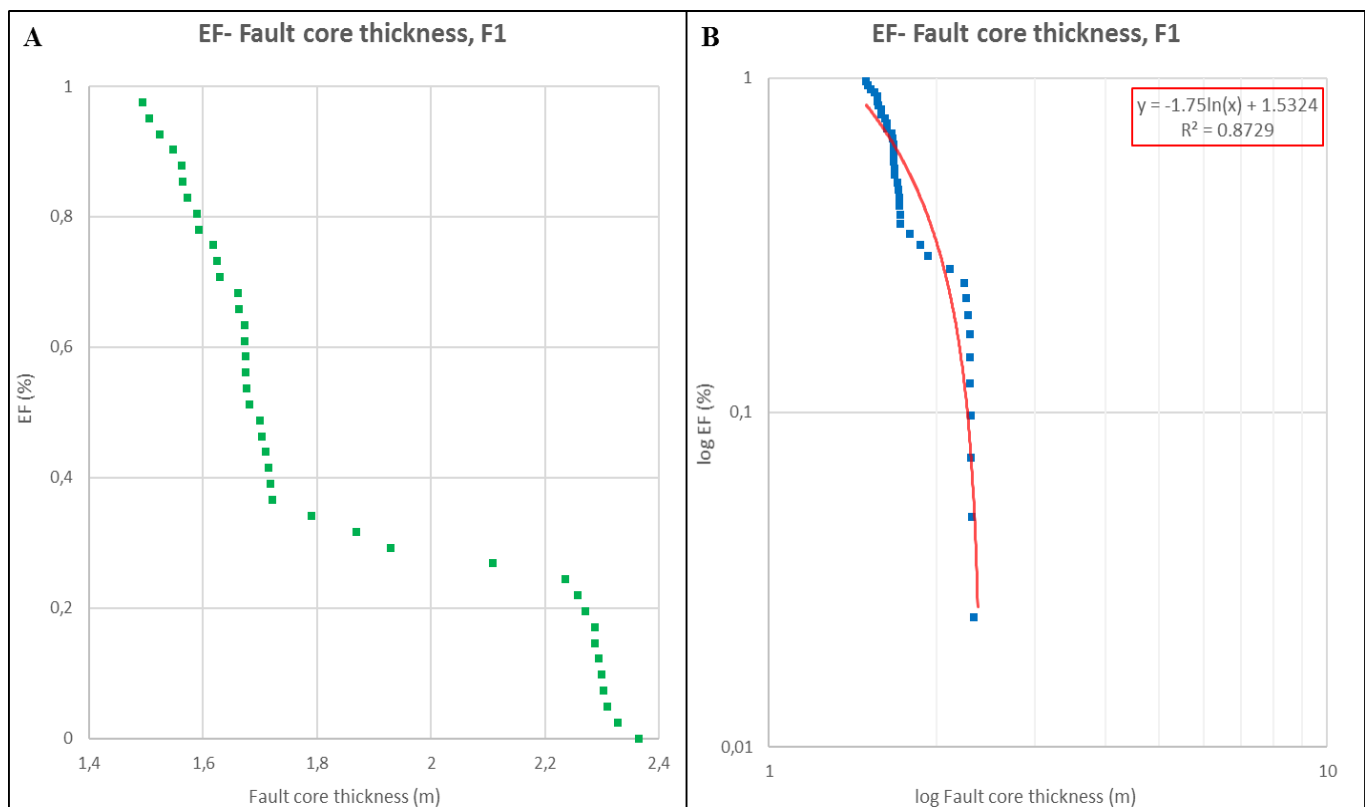 A
EF- Fault core thickness, F1
1
0,8
0,6
0,4
0,2
0
EF (%)
1,4
1,6
1,8
2
2,2
2,4
Fault core thickness (m)
B
EF- Fault core thickness, F1
y = -1.75ln(x) + 1.5324
R² = 0.8729
1
0,1
0,01
log EF (%)
1
10
log Fault core thickness (m)